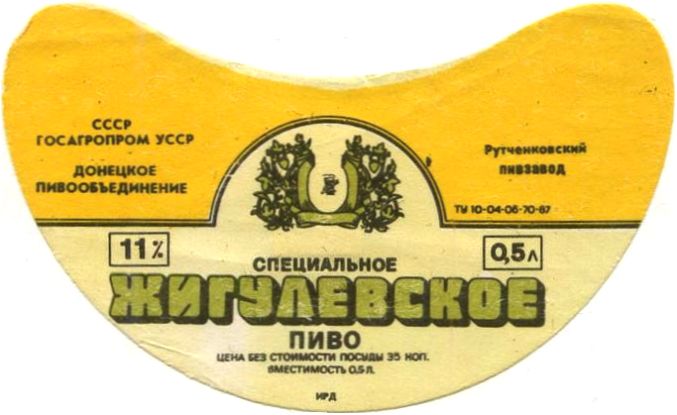 СССР
ГОСАГРОПРОМ УССР
ДОНЕЦКОЕ
ПИВООБЪЕДИНЕНИЕ
Рутченковский
пивзавод
ТУ 10-04-06-70-87
11%
0,5л
СПЕЦИАЛЬНОЕ
ЖИГУЛЕВСКОЕ
ПИВО
ЦЕНА БЕЗ СТОИМОСТИ ПОСУДЫ 35 КОП.
ВМЕСТИМОСТЬ 0,5 Л.
ИРД